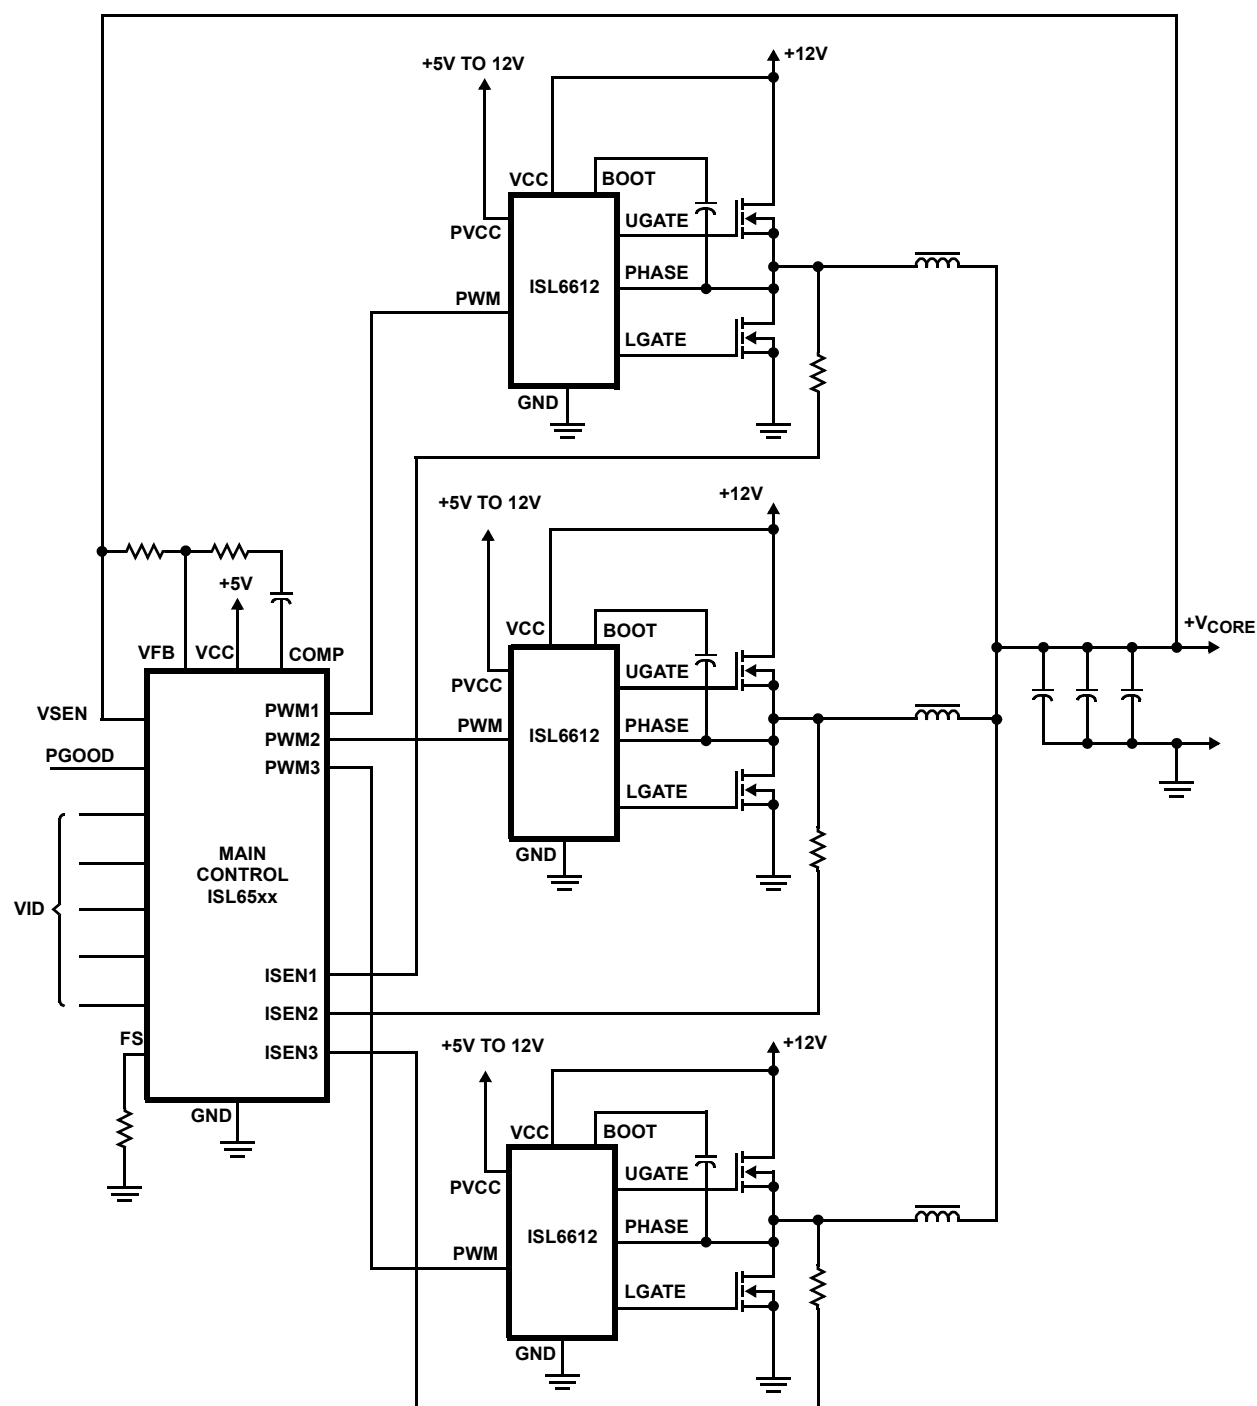 +12V
+5V TO 12V
VCC
BOOT
UGATE
PVCC
PHASE
ISL6612
PWM
LGATE
GND
+5V TO 12V
+12V
+5V
VCC
BOOT
+VCORE
VFB
VCC
COMP
UGATE
PVCC
VSEN
PWM1
PWM2
PWM
ISL6612
PHASE
PGOOD
PWM3
LGATE
MAIN
CONTROL
ISL65xx
GND
VID
ISEN1
ISEN2
FS
ISEN3
+5V TO 12V
+12V
GND
VCC
BOOT
UGATE
PVCC
PHASE
ISL6612
PWM
LGATE
GND